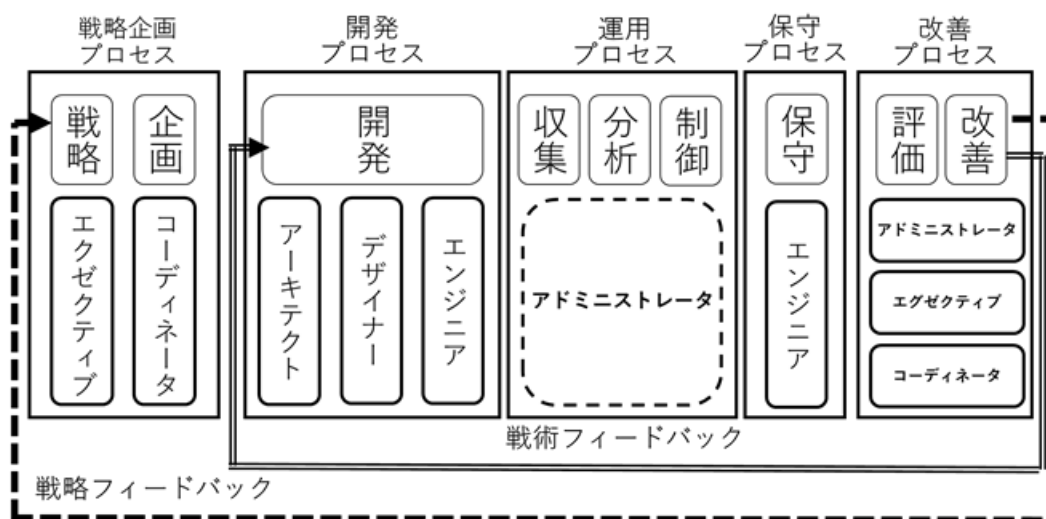 戦略企画
プロセス
開発
プロセス
運用
プロセス
保守
プロセス
改善
プロセス
戦略
企画
開発
収集
分析
制御
保守
評価
改善
エクゼクティブ
コーディネータ
アーキテクト
デザイナー
エンジニア
アドミニストレータ
エンジニア
アドミニストレータ
エグゼクティブ
コーディネータ
戦術フィードバック
戦略フィードバック